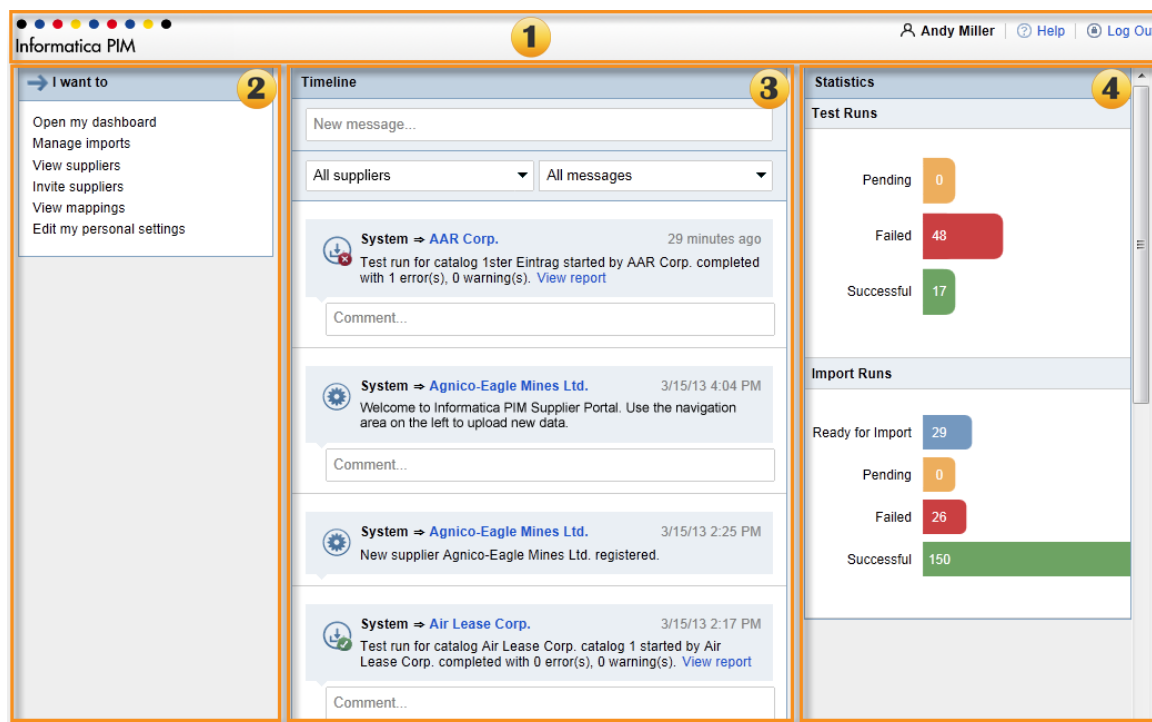 Informatica PIM
1
Andy Miller
Help
Log Ou
I want to
2
Open my dashboard
Manage imports
View suppliers
Invite suppliers
View mappings
Edit my personal settings
Timeline
3
New message...
All suppliers
All messages
System ⇒ AAR Corp.
29 minutes ago
Test run for catalog 1ster Eintrag started by AAR Corp. completed
with 1 error(s), 0 warning(s). View report
Comment...
System ⇒ Agnico-Eagle Mines Ltd.
3/15/13 4:04 PM
Welcome to Informatica PIM Supplier Portal. Use the navigation
area on the left to upload new data.
Comment...
System ⇒ Agnico-Eagle Mines Ltd.
3/15/13 2:25 PM
New supplier Agnico-Eagle Mines Ltd. registered.
System ⇒ Air Lease Corp.
3/15/13 2:17 PM
Test run for catalog Air Lease Corp. catalog 1 started by Air
Lease Corp. completed with 0 error(s), 0 warning(s). View report
Comment...
Statistics
4
Test Runs
Pending 0
Failed 48
Successful 17
Import Runs
Ready for Import 29
Pending 0
Failed 26
Successful 150